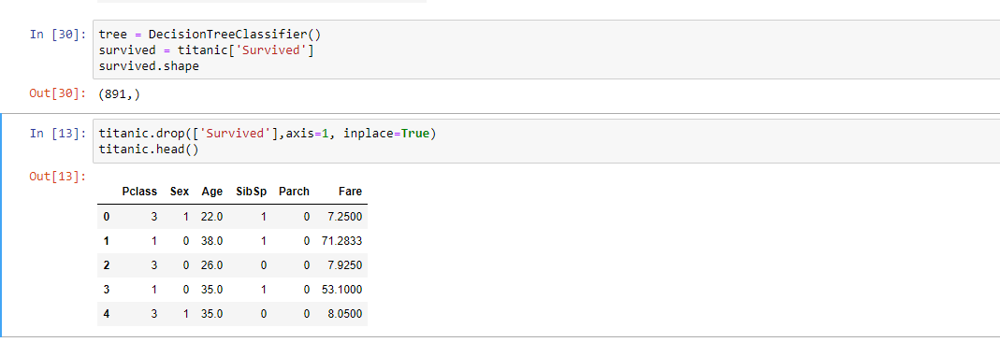 In [30]: tree = DecisionTreeClassifier()
survived = titanic['Survived']
survived.shape
Out[30]: (891,)
In [13]: titanic.drop(['Survived'],axis=1, inplace=True)
titanic.head()
Out[13]:
Pclass Sex Age SibSp Parch Fare
0 3 1 22.0 1 0 7.2500
1 1 0 38.0 1 0 71.2833
2 3 0 26.0 0 0 7.9250
3 1 0 35.0 1 0 53.1000
4 3 1 35.0 0 0 8.0500